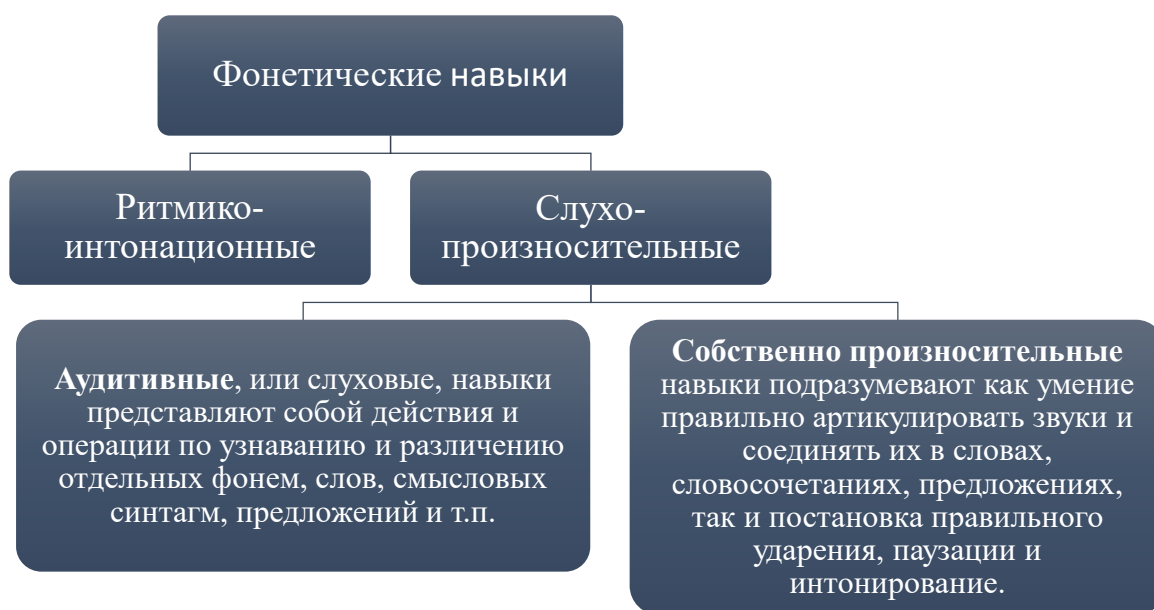 Фонетические навыки
Ритмико-
интонационные
Слухо-
произносительные
Аудитивные, или слуховые, навыки
представляют собой действия и
операции по узнаванию и различению
отдельных фонем, слов, смысловых
синтагм, предложений и т.п.
Собственно произносительные
навыки подразумевают как умение
правильно артикулировать звуки и
соединять их в словах,
словосочетаниях, предложениях,
так и постановка правильного
ударения, паузации и
интонирование.